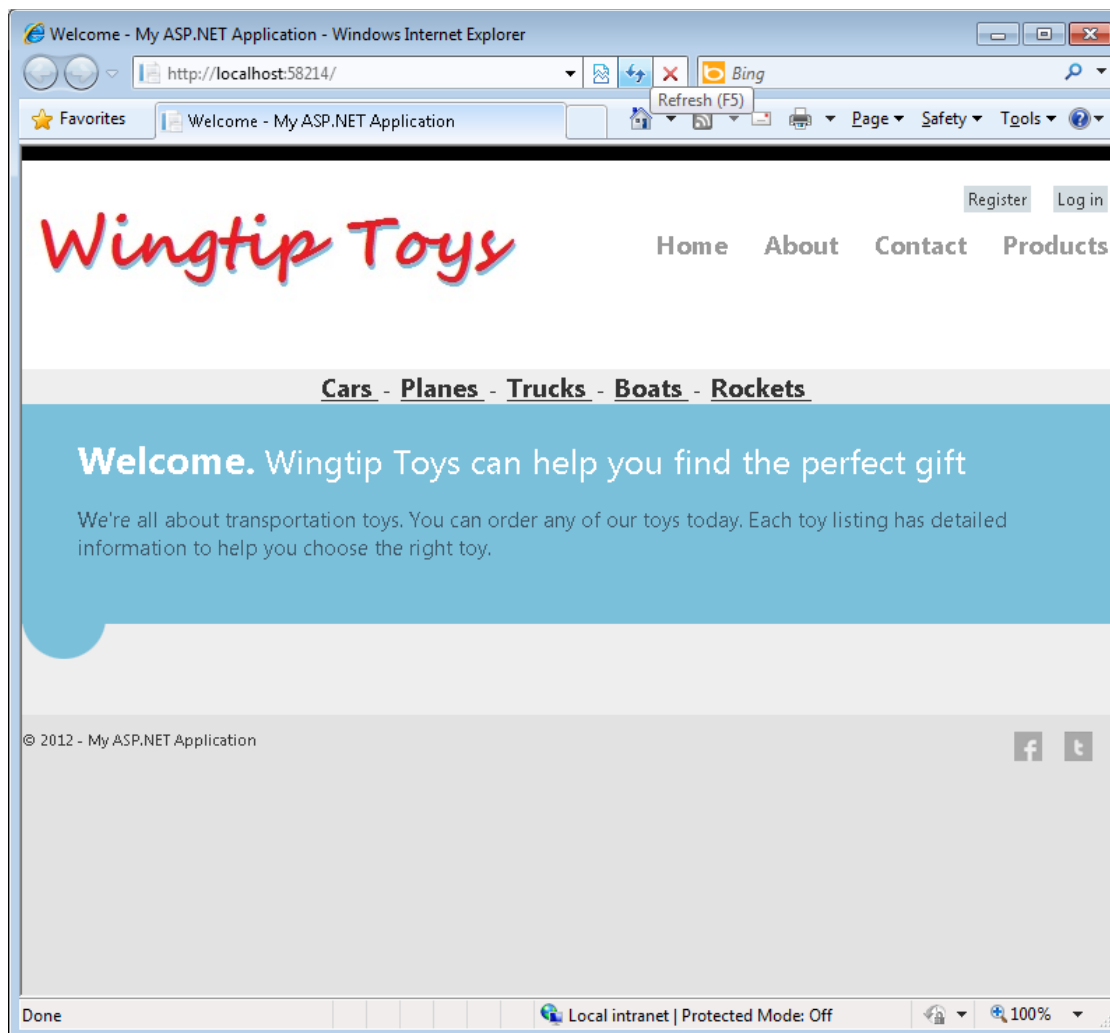 Welcome - My ASP.NET Application - Windows Internet Explorer
http://localhost:58214/
Bing
Refresh (F5)
Favorites
Welcome - My ASP.NET Application
Page
Safety
Tools
Register
Log in
Wingtip Toys
Home
About
Contact
Products
Cars - Planes - Trucks - Boats - Rockets
Welcome. Wingtip Toys can help you find the perfect gift
We're all about transportation toys. You can order any of our toys today. Each toy listing has detailed
information to help you choose the right toy.
© 2012 - My ASP.NET Application
Done
Local intranet | Protected Mode: Off
100%